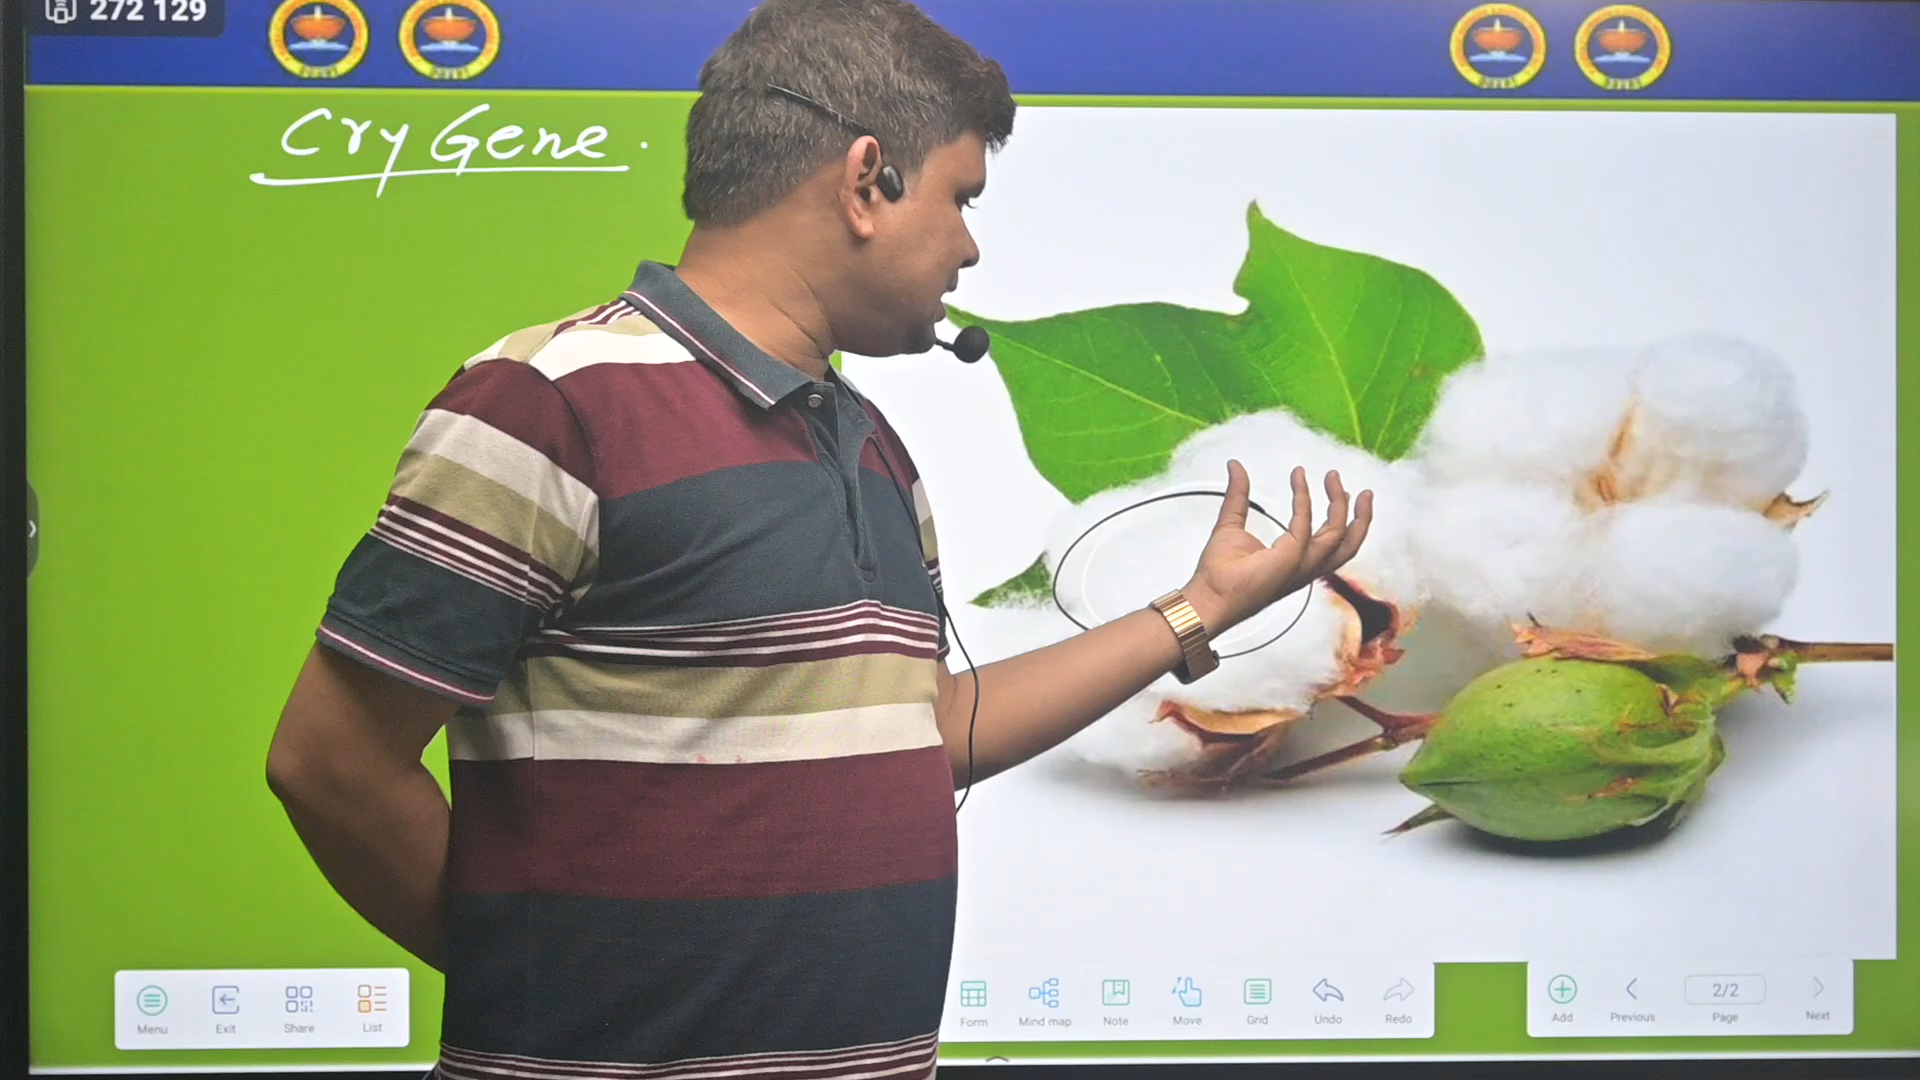 272 129
Cry Gene.
Menu
Exit
Share
List
Form
Mind map
Note
Move
Grid
Undo
Redo
Add
Previous
2/2
Page
Next